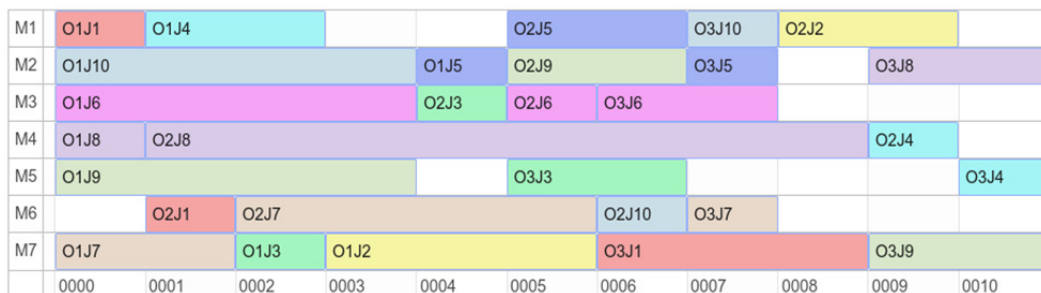 M1 O1J1 O1J4 O2J5 O3J10 O2J2
M2 O1J10 O1J5 O2J9 O3J5 O3J8
M3 O1J6 O2J3 O2J6 O3J6
M4 O1J8 O2J8 O2J4
M5 O1J9 O3J3 O3J4
M6 O2J1 O2J7 O2J10 O3J7
M7 O1J7 O1J3 O1J2 O3J1 O3J9
0000 0001 0002 0003 0004 0005 0006 0007 0008 0009 0010